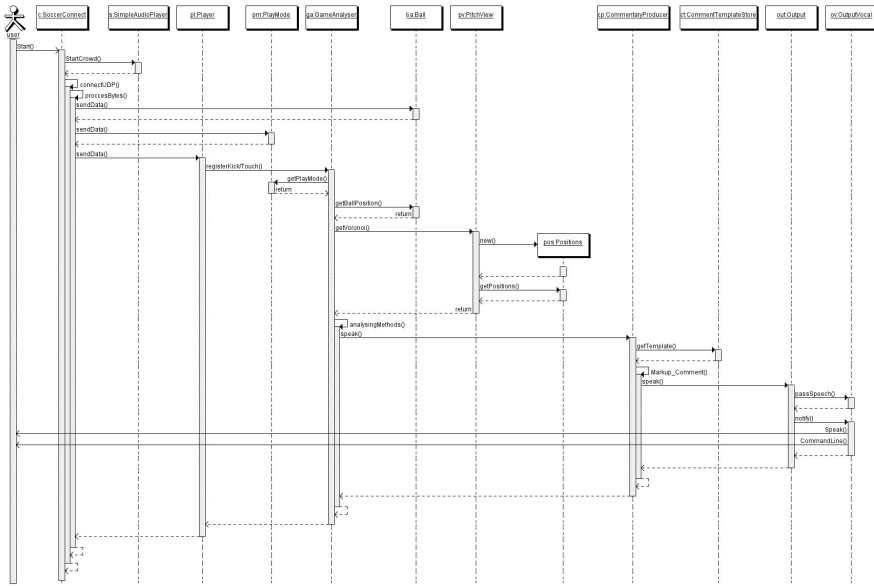 c:SoccerConnect
s:SimpleAudioPlayer
pl:Player
pm:PlayMode
ga:GameAnalyser
ba:Ball
pv:PitchView
cp:CommentaryProducer
ct:CommentTemplateStore
out:Output
ov:OutputVocal
user
Start()
StartCrowd()
connectUDP()
proccesBytes()
sendData()
sendData()
sendData()
registerKick/Touch()
getPlayMode()
return
getBallPosition()
return
getVoronoi()
new()
pos:Positions
getPositions()
return
analysingMethods()
speak()
getTemplate()
Markup_Comment()
speak()
passSpeech()
notify()
Speak()
CommandLine()